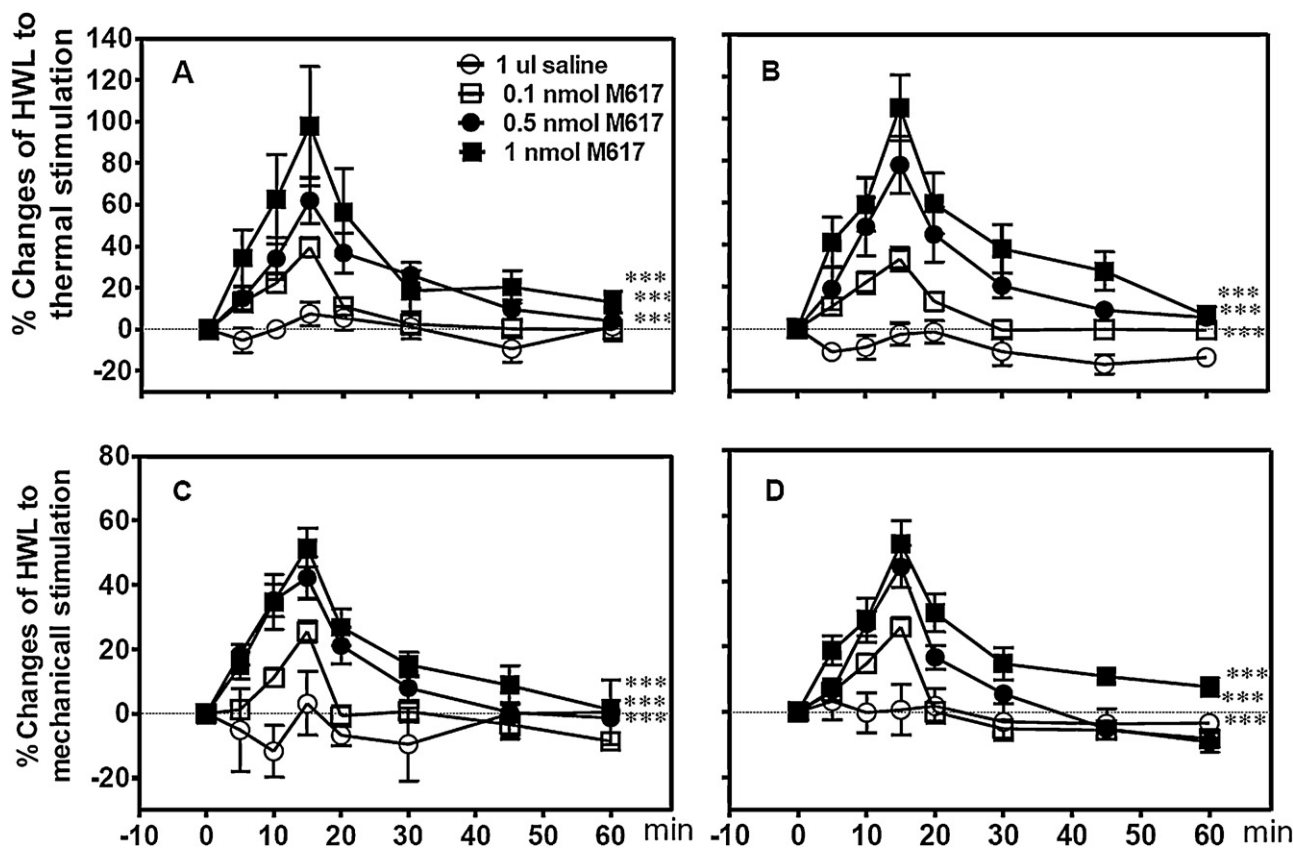 % Changes of HWL to
thermal stimulation
140
120
100
80
60
40
20
0
-20
A
1 ul saline
0.1 nmol M617
0.5 nmol M617
1 nmol M617
***
***
***
B
***
***
***
%Changes of HWL to
mechanicall stimulation
80
60
40
20
0
-20
C
***
***
***
-10 0 10 20 30 40 50 60 min
D
***
***
***
-10 0 10 20 30 40 50 60 min